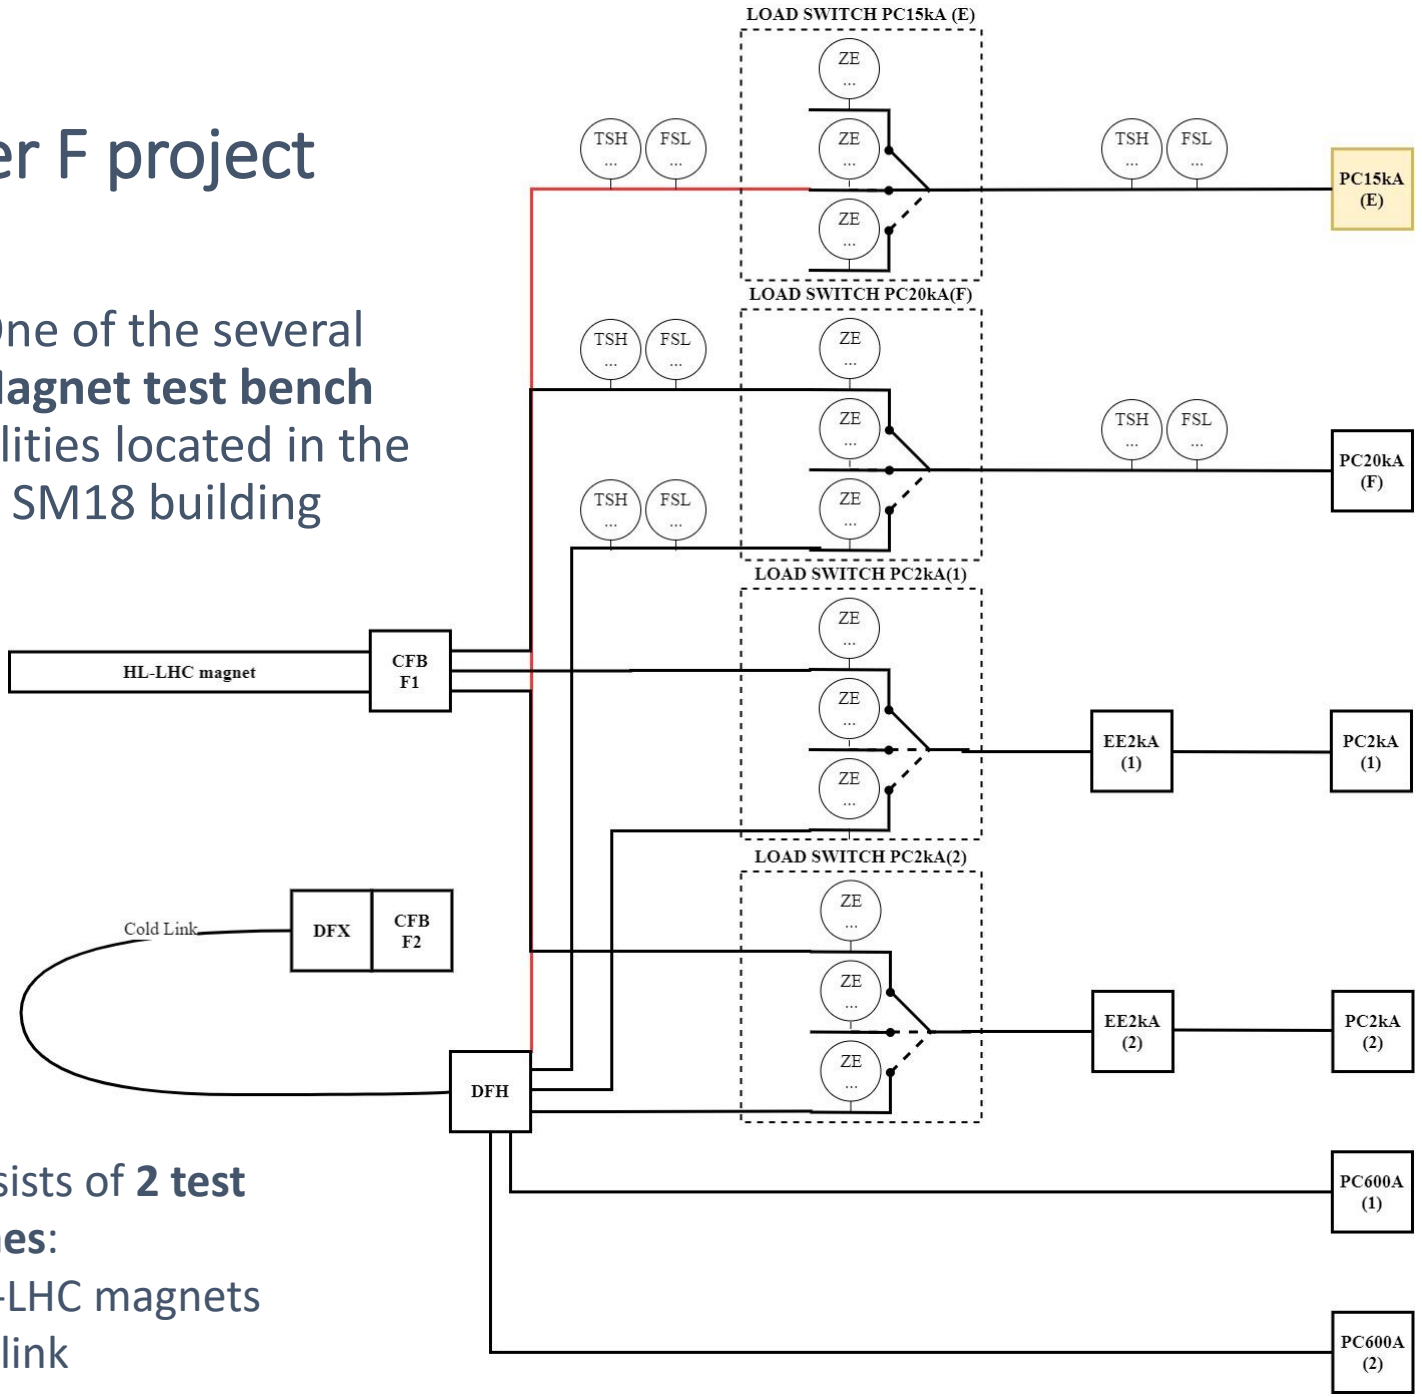 er F project
One of the several
Magnet test bench
ilities located in the
SM18 building
LOAD SWITCH PC15kA (E)
ZE
...
ZE
...
ZE
...
TSH
...
FSL
...
TSH
...
FSL
...
PC15kA
(E)
LOAD SWITCH PC20kA(F)
ZE
...
ZE
...
ZE
...
TSH
...
FSL
...
TSH
...
FSL
...
TSH
...
FSL
...
PC20kA
(F)
LOAD SWITCH PC2kA(1)
ZE
...
ZE
...
ZE
...
HL-LHC magnet
CFB
F1
EE2kA
(1)
PC2kA
(1)
LOAD SWITCH PC2kA(2)
ZE
...
ZE
...
ZE
...
Cold Link
DFX
CFB
F2
EE2kA
(2)
PC2kA
(2)
DFH
PC600A
(1)
PC600A
(2)
sists of 2 test
nes:
-LHC magnets
link